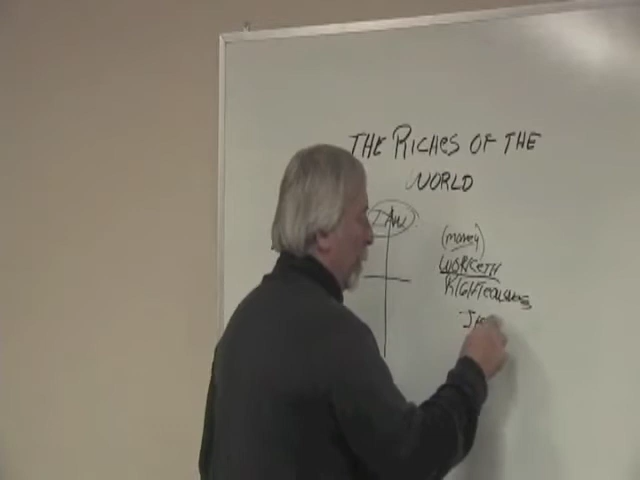 THE RICHES OF THE
WORLD
LAW
(money)
WORKETH
RIGHTEOUSNESS